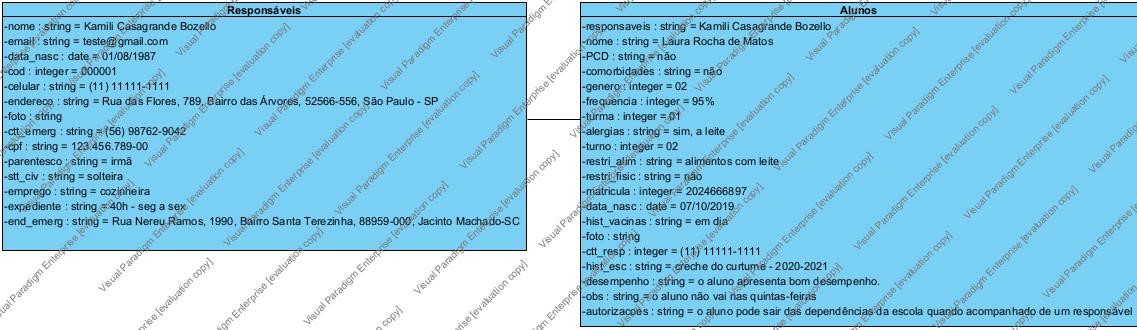 Responsáveis
-nome : string = Kamili Casagrande Bozello
-email : string = teste@gmail.com
-data_nasc : date = 01/08/1987
-cod : integer = 000001
-celular : string = (11) 11111-1111
-endereco : string = Rua das Flores, 789, Bairro das Árvores, 52566-556, São Paulo - SP
-foto : string
-ctt_emerg : string = (56) 98762-9042
-cpf : string = 123.456.789-00
-parentesco : string = irmã
-stt_civ : string = solteira
-emprego : string = cozinheira
-expediente : string = 40h - seg a sex
-end_emerg : string = Rua Nereu Ramos, 1990, Bairro Santa Terezinha, 88959-000, Jacinto Machado-SC
Alunos
-responsaveis : string = Kamili Casagrande Bozello
-nome : string = Laura Rocha de Matos
-PCD : string = não
-comorbidades : string = não
-genero : integer = 02
-frequencia : integer = 95%
-turma : integer = 01
-alergias : string = sim, a leite
-turno : integer = 02
-restri_alim : string = alimentos com leite
-restri_fisic : string = não
-matricula : integer = 2024666897
-data_nasc : date = 07/10/2019
-hist_vacinas : string = em dia
-foto : string
-ctt_resp : integer = (11) 11111-1111
-hist_esc : string = creche do curtume - 2020-2021
-desempenho : string = o aluno apresenta bom desempenho.
-obs : string = o aluno não vai nas quintas-feiras
-autorizacoes : string = o aluno pode sair das dependências da escola quando acompanhado de um responsável
Visual Paradigm Enterprise [evaluation copy]